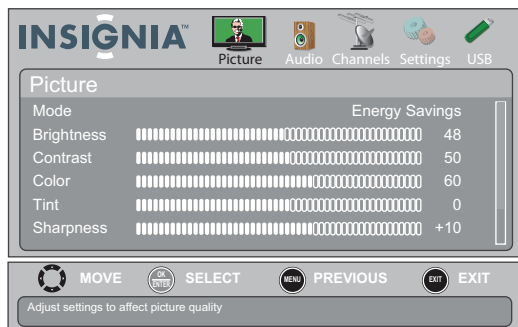 INSIGNIA™
Picture Audio Channels Settings USB
Picture
Mode Energy Savings
Brightness 48
Contrast 50
Color 60
Tint 0
Sharpness +10
MOVE OK ENTER SELECT MENU PREVIOUS EXIT EXIT
Adjust settings to affect picture quality